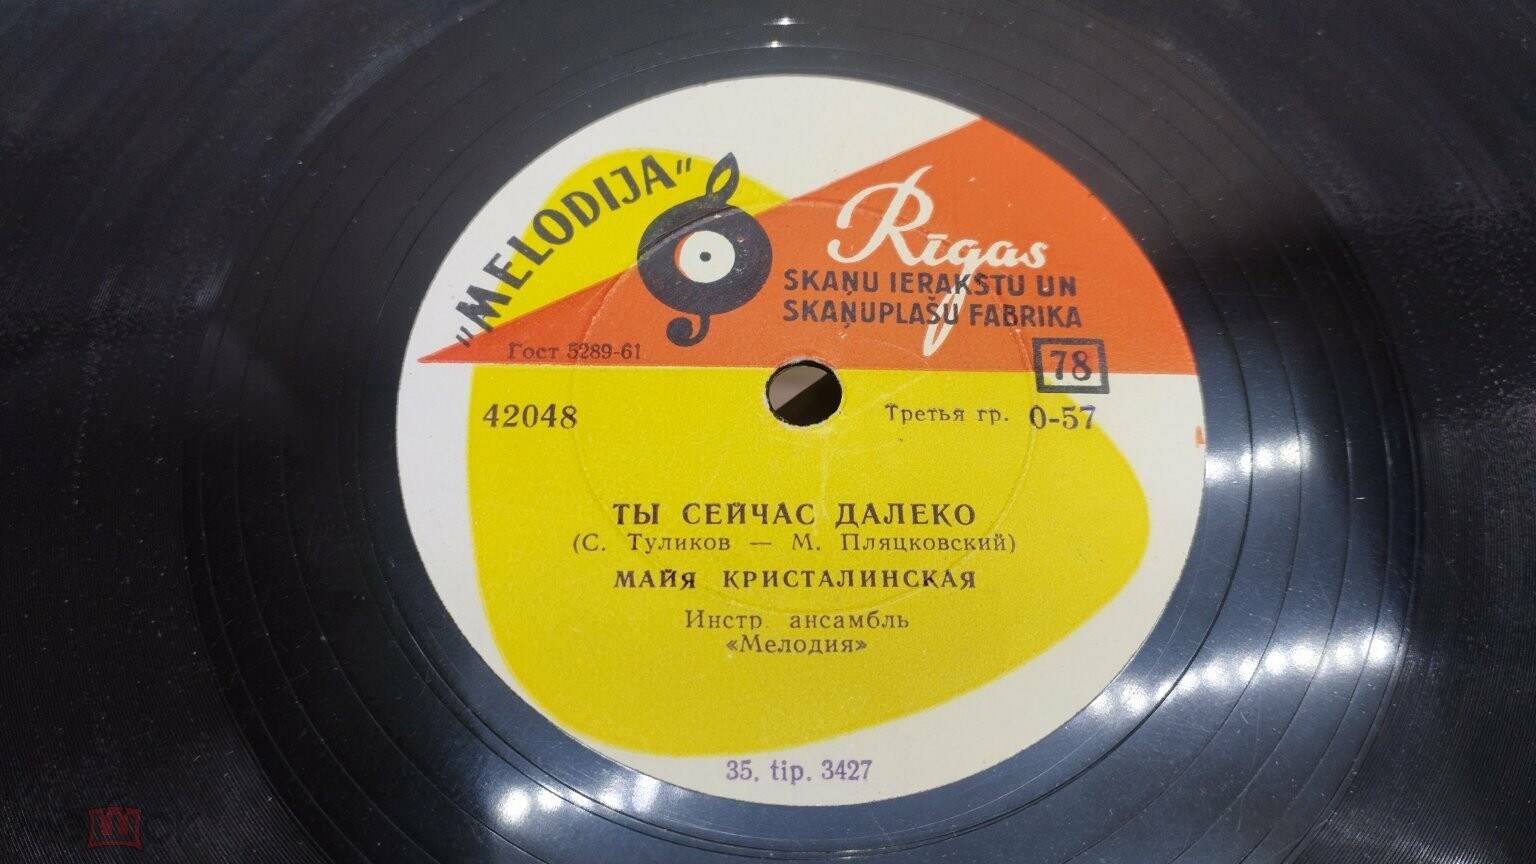 „MELODIJA"
Rīgas
SKAŅU IERAKSTU UN
SKAŅUPLAŠU FABRIKA
Гост 5289-61
78
42048
Третья гр. 0-57
ТЫ СЕЙЧАС ДАЛЕКО
(С. Туликов — М. Пляцковский)
МАЙЯ КРИСТАЛИНСКАЯ
Инстр. ансамбль
«Мелодия»
35. tip. 3427